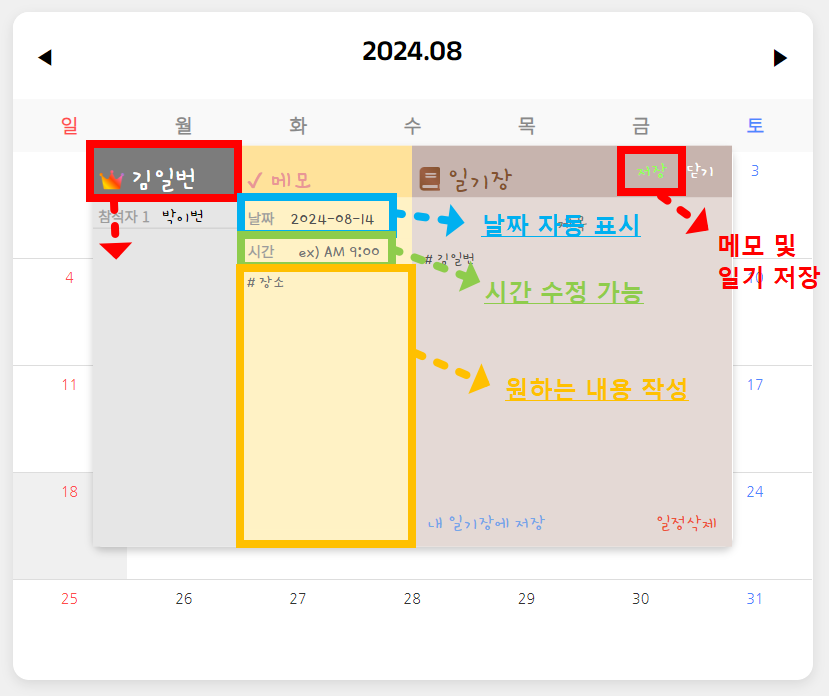 ◀ 2024.08 ▶
일 월 화 수 목 금 토
김일번 ✓ 메모 일기장 저장 닫기 3
참석자 1 박이번 날짜 2024-08-14 날짜 자동 표시
시간 ex) AM 9:00 # 김일번 메모 및
4 # 장소 시간 수정 가능 일기 저장 10
11 원하는 내용 작성 17
18 24
내 일기장에 저장 일정삭제
25 26 27 28 29 30 31